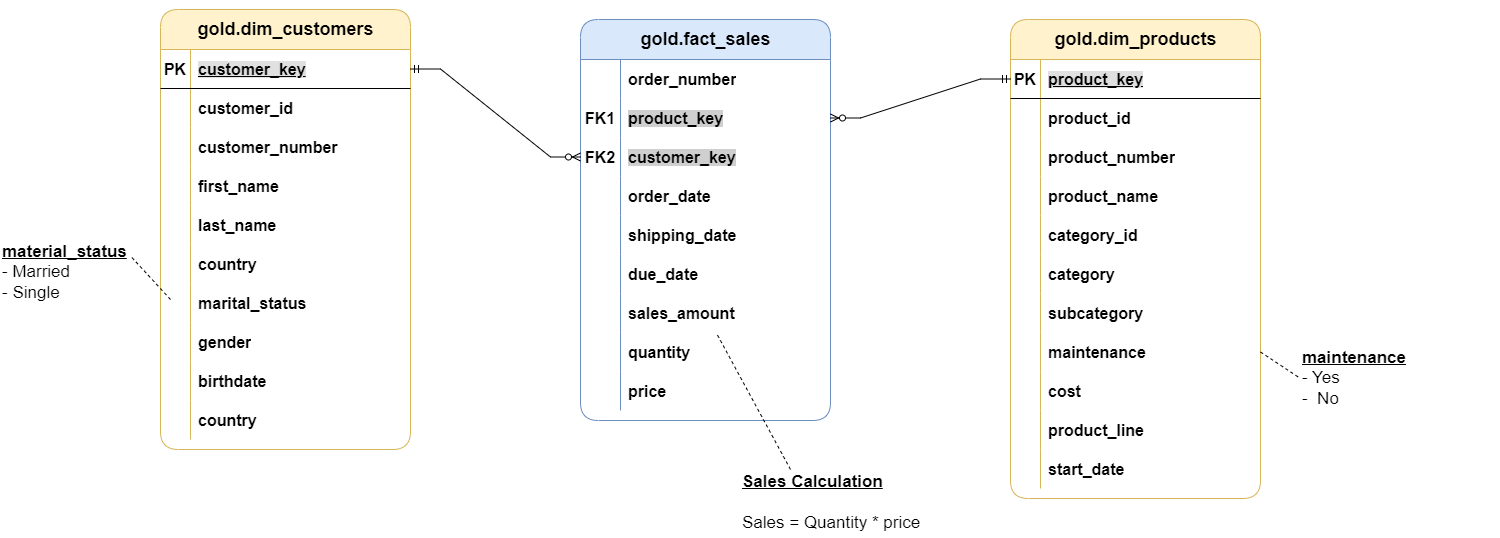 gold.dim_customers
PK customer_key
customer_id
customer_number
first_name
last_name
country
marital_status
gender
birthdate
country
material_status
- Married
- Single
gold.fact_sales
order_number
FK1 product_key
FK2 customer_key
order_date
shipping_date
due_date
sales_amount
quantity
price
Sales Calculation
Sales = Quantity * price
gold.dim_products
PK product_key
product_id
product_number
product_name
category_id
category
subcategory
maintenance
cost
product_line
start_date
maintenance
- Yes
- No